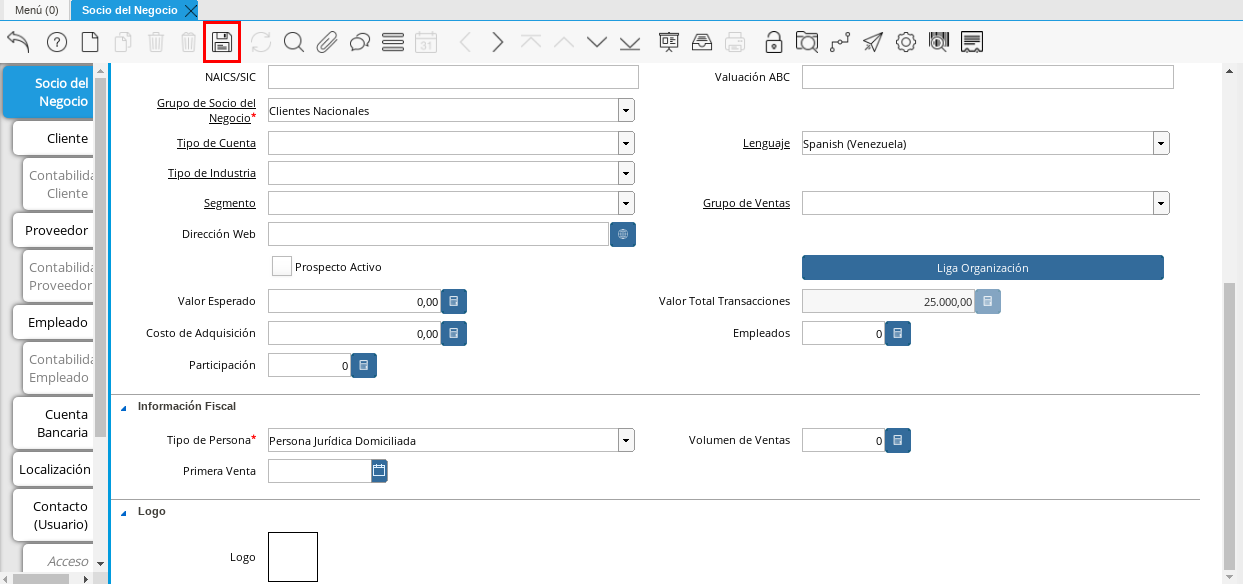 Menú (0)
Socio del Negocio
31
Socio del
Negocio
Cliente
Contabilida
Cliente
Proveedor
Contabilida
Proveedor
Empleado
Contabilida
Empleado
Cuenta
Bancaria
Localización
Contacto
(Usuario)
Acceso
NAICS/SIC
Valuación ABC
Grupo de Socio del
Negocio*
Clientes Nacionales
Tipo de Cuenta
Lenguaje
Spanish (Venezuela)
Tipo de Industria
Segmento
Grupo de Ventas
Dirección Web
Prospecto Activo
Liga Organización
Valor Esperado
0,00
Valor Total Transacciones
25.000,00
Costo de Adquisición
0,00
Empleados
0
Participación
0
Información Fiscal
Tipo de Persona*
Persona Jurídica Domiciliada
Volumen de Ventas
0
Primera Venta
Logo
Logo